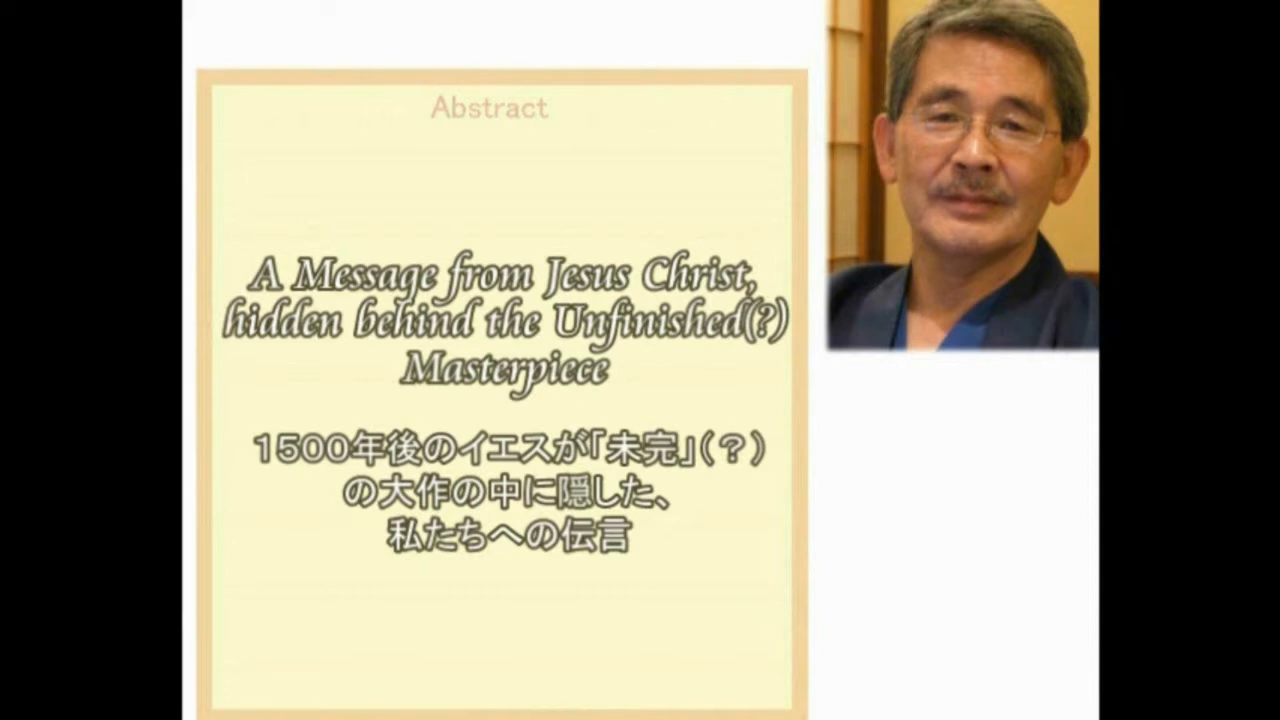 Abstract
A Message from Jesus Christ,
hidden behind the Unfinished(?)
Masterpiece
１５００年後のイエスが「未完」（？）
の大作の中に隠した、
私たちへの伝言